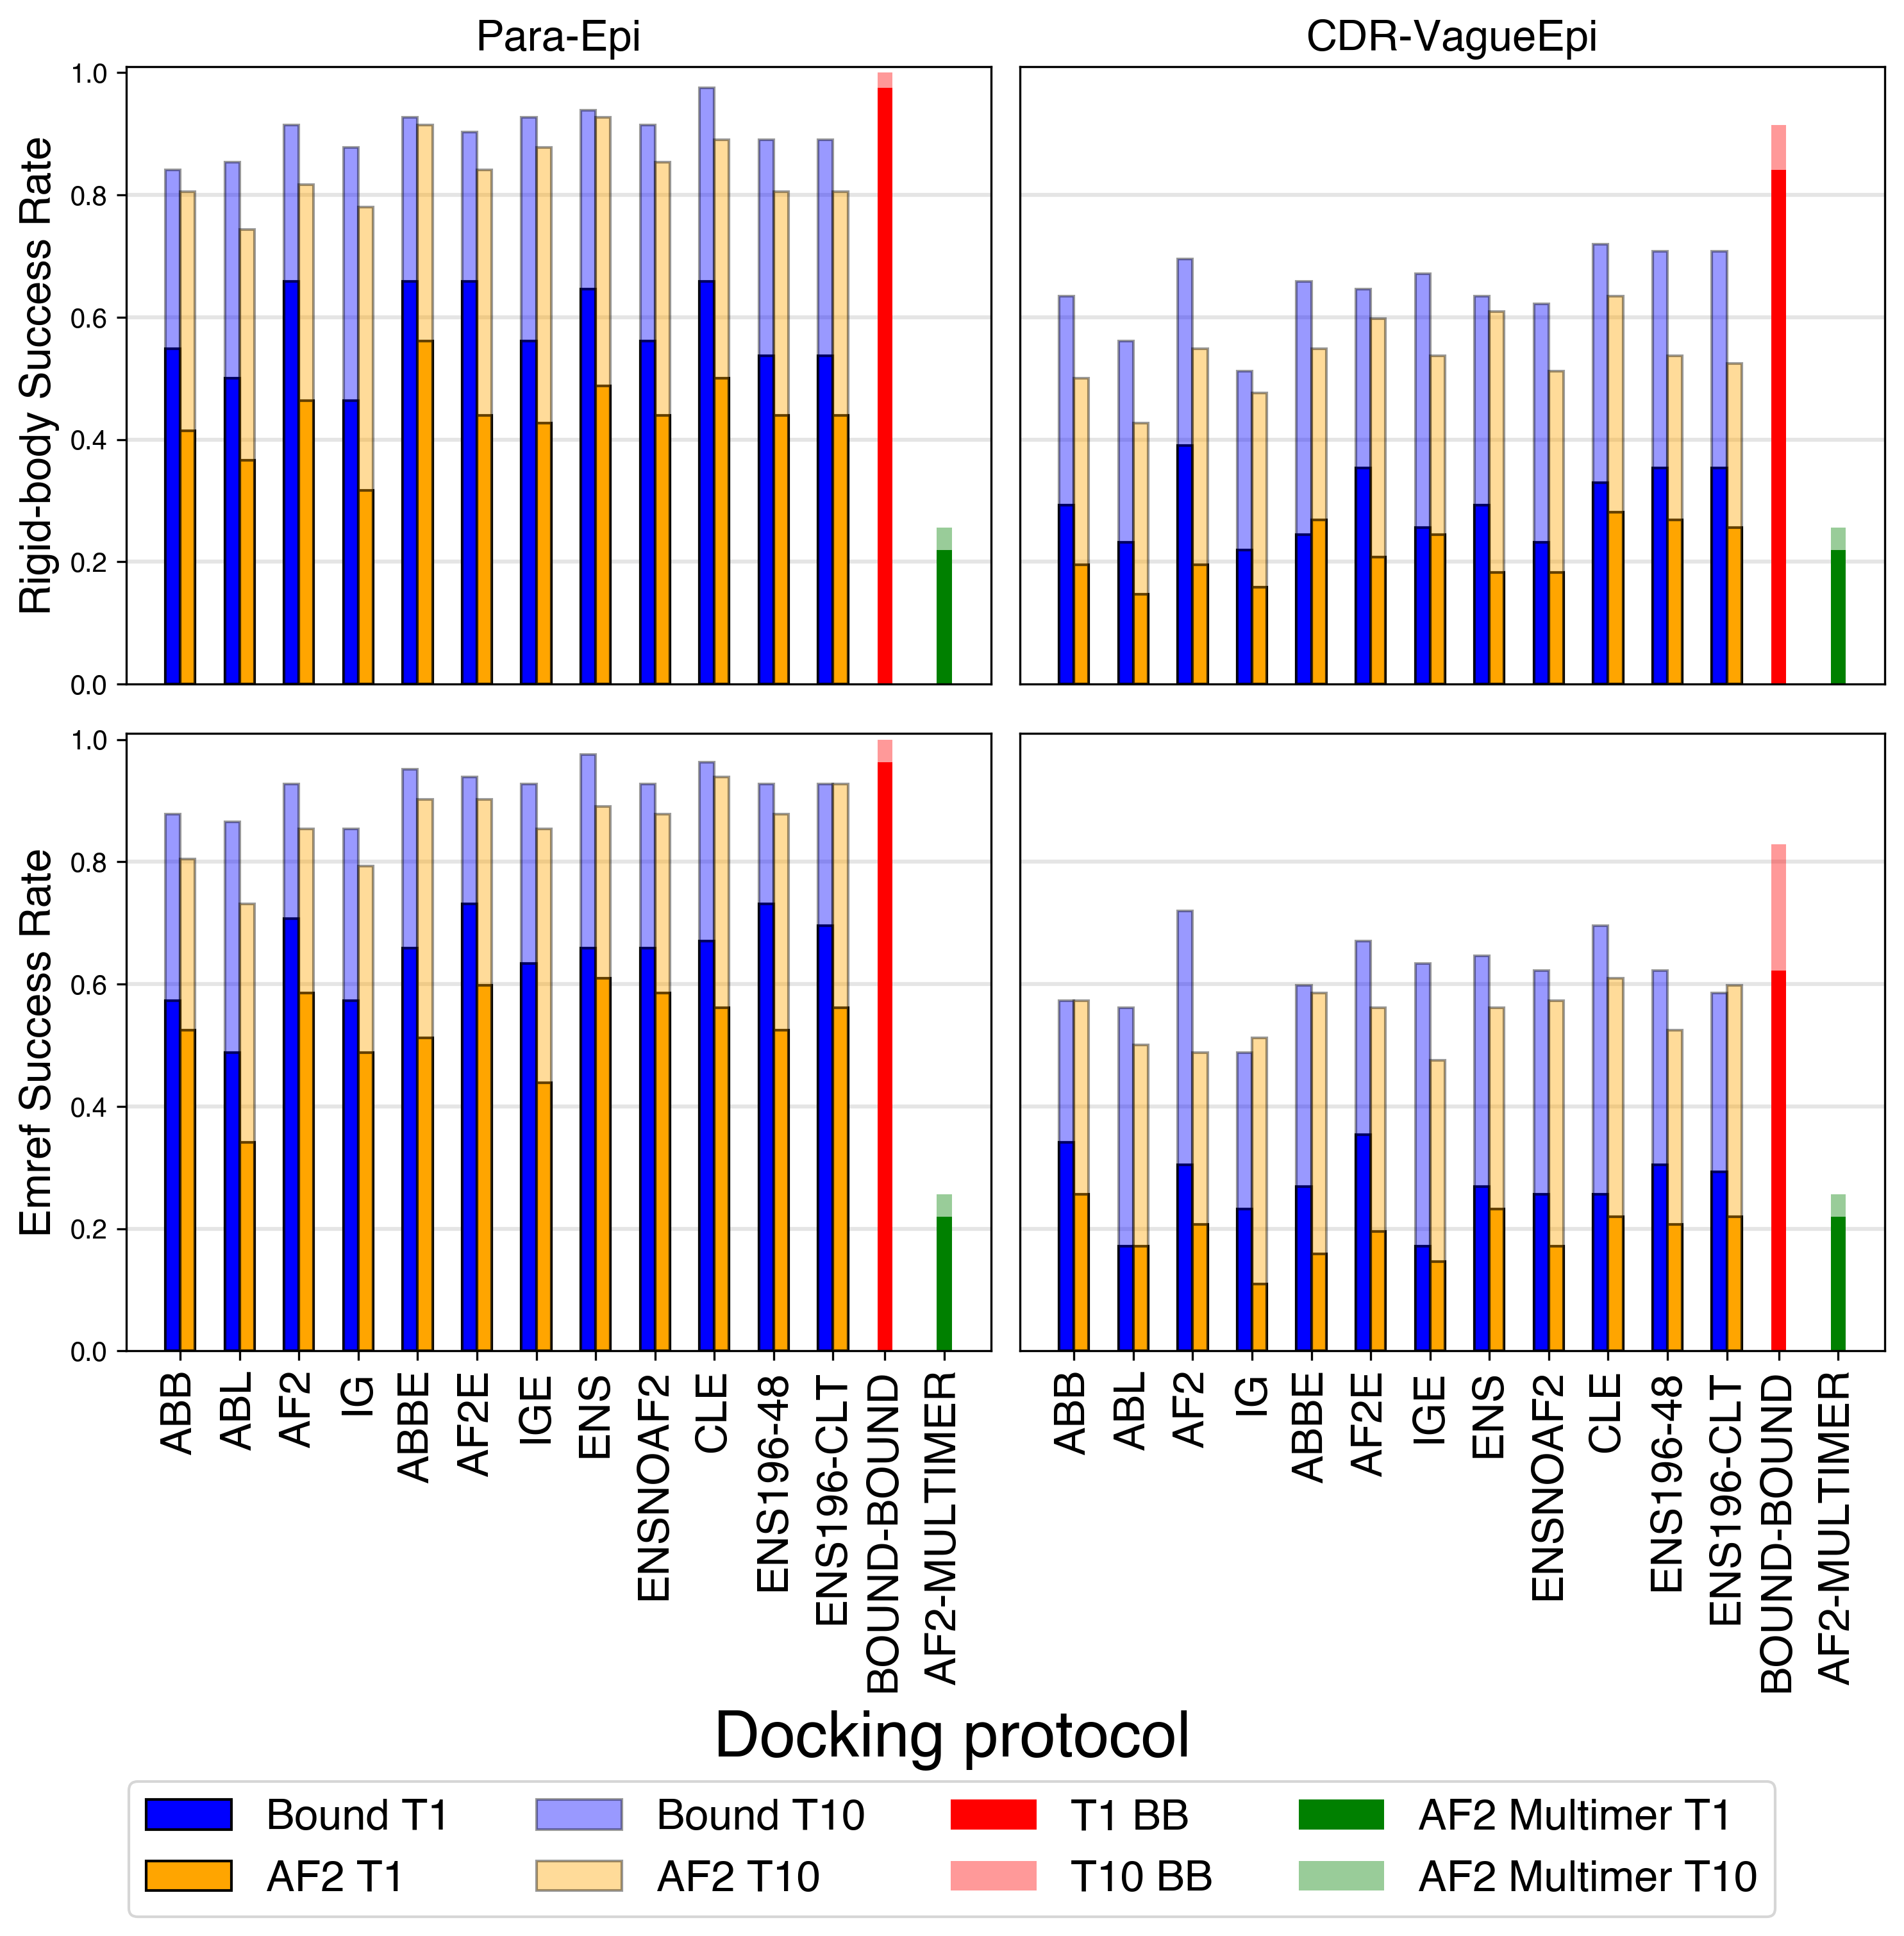 Para-Epi
CDR-VagueEpi
Rigid-body Success Rate
1.0
0.8
0.6
0.4
0.2
0.0
Emref Success Rate
1.0
0.8
0.6
0.4
0.2
0.0
ABB
ABL
AF2
IG
ABBE
AF2E
IGE
ENS
ENSNOAF2
CLE
ENS196-48
ENS196-CLT
BOUND-BOUND
AF2-MULTIMER
ABB
ABL
AF2
IG
ABBE
AF2E
IGE
ENS
ENSNOAF2
CLE
ENS196-48
ENS196-CLT
BOUND-BOUND
AF2-MULTIMER
Docking protocol
Bound T1
Bound T10
T1 BB
AF2 Multimer T1
AF2 T1
AF2 T10
T10 BB
AF2 Multimer T10